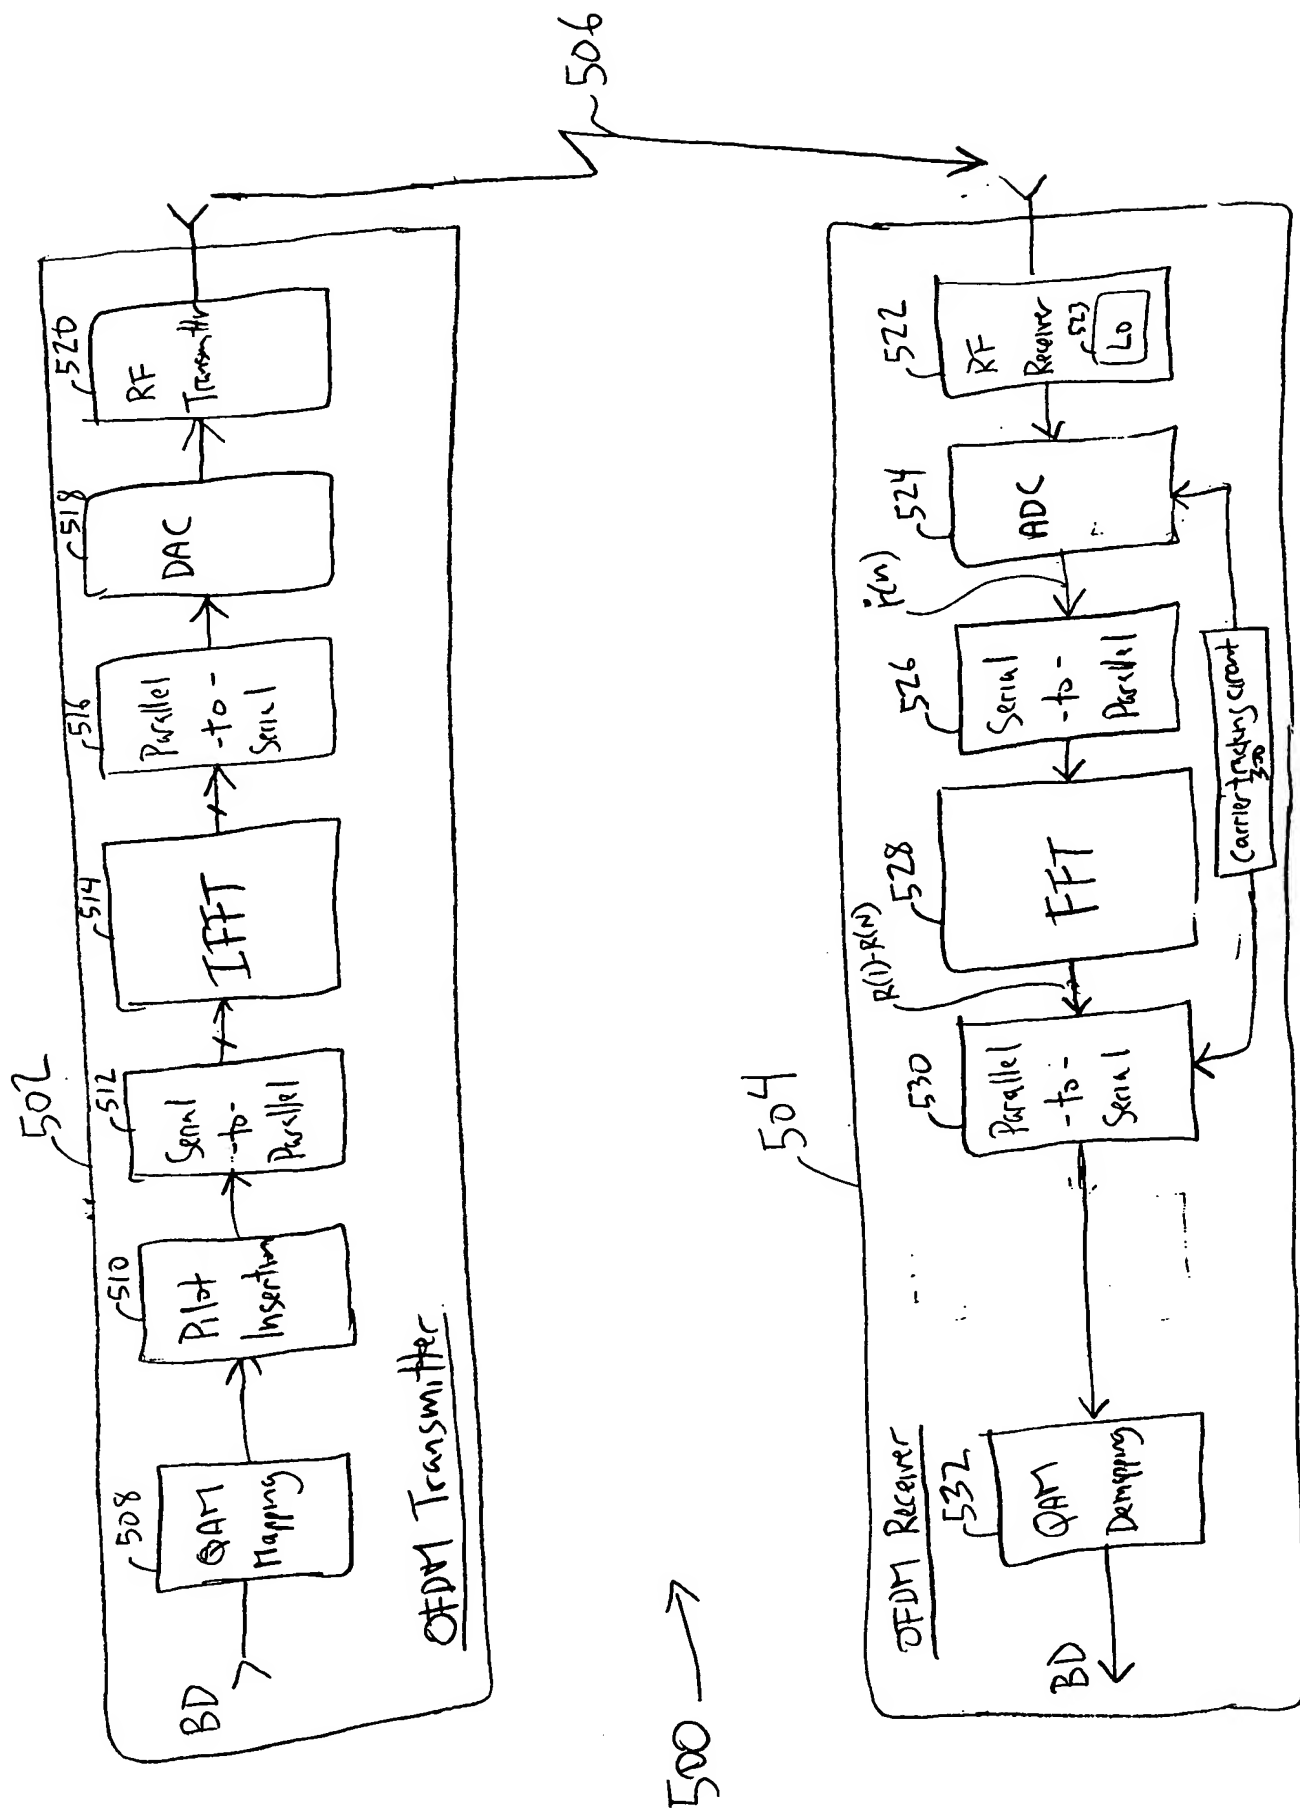 502
508
QAM
Mapping
510
Pilot
Insertion
512
Serial
-to-
Parallel
514
IFFT
516
Parallel
-to-
Serial
518
DAC
520
RF
Transmitter
BD
OFDM Transmitter
506
500
504
OFDM Receiver
532
QAM
Demapping
530
Parallel
-to-
Serial
R(1)-R(N)
528
FFT
526
Serial
-to-
Parallel
r(n)
524
ADC
522
RF
Receiver
523
LO
BD
Carrier tracking circuit
300